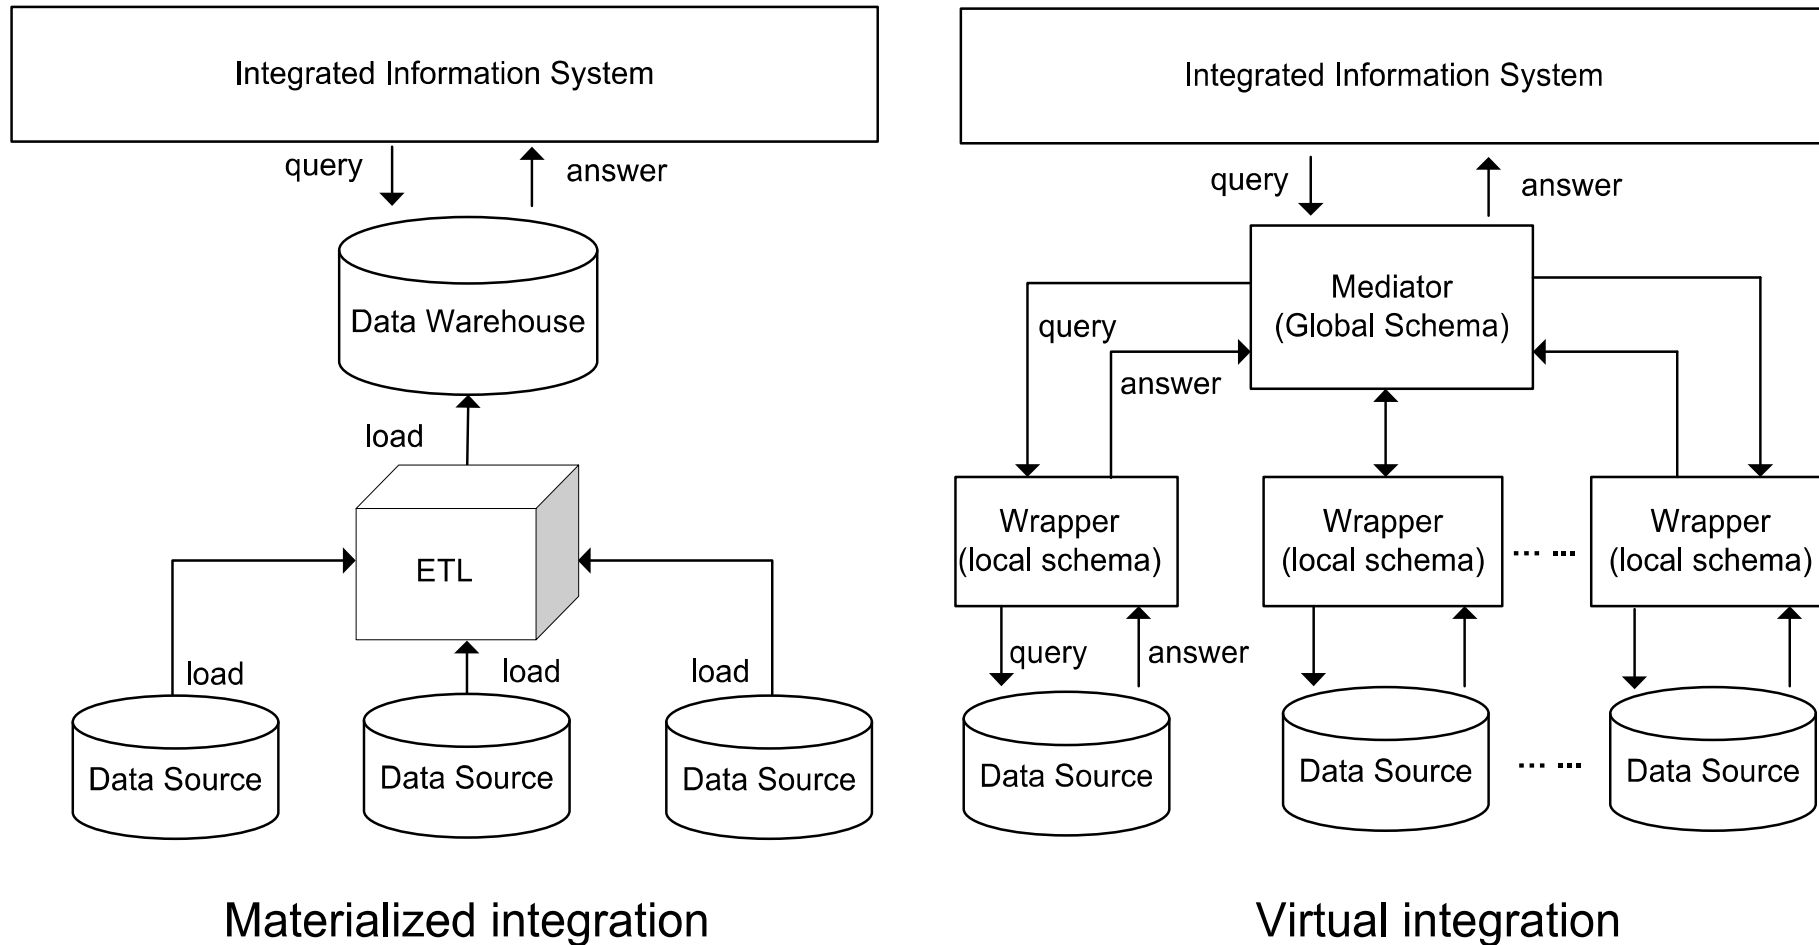 Integrated Information System
query
answer
Data Warehouse
load
ETL
load
load
load
Data Source
Data Source
Data Source
Materialized integration
Integrated Information System
query
answer
Mediator
(Global Schema)
query
answer
Wrapper
(local schema)
Wrapper
(local schema)
... ...
Wrapper
(local schema)
query
answer
Data Source
Data Source
... ...
Data Source
Virtual integration